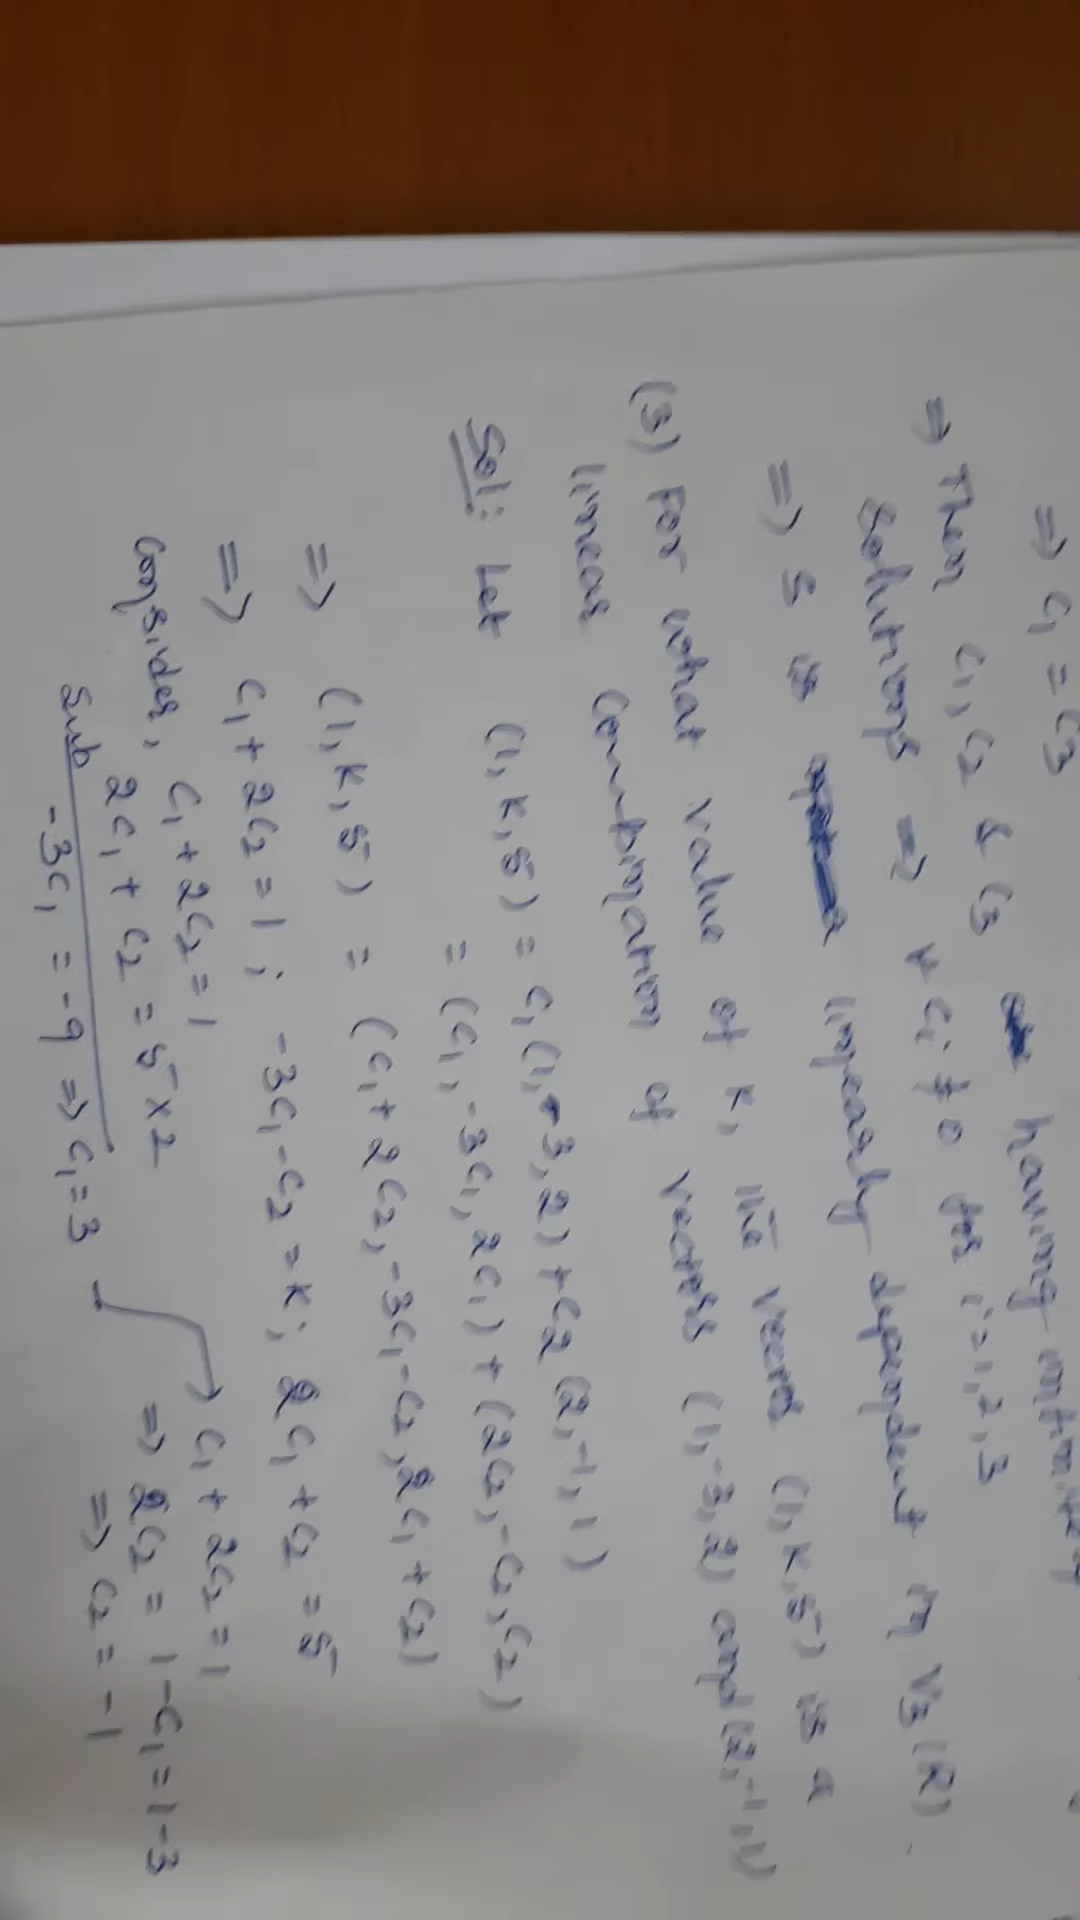 => C₁ = C₃
=> Then C₁, C₂ & C₃ having infinitely
solutions => ∀ Cᵢ ≠ 0 for i = 1, 2, 3
=> S is linearly dependent in V₃(R).
(3) For what value of K, the vector (1, K, 5) is a
linear combination of vectors (1, -3, 2) and (2, -1, 1)
Sol: Let (1, K, 5) = C₁(1, -3, 2) + C₂(2, -1, 1)
= (C₁, -3C₁, 2C₁) + (2C₂, -C₂, C₂)
=> (1, K, 5) = (C₁ + 2C₂, -3C₁ - C₂, 2C₁ + C₂)
=> C₁ + 2C₂ = 1; -3C₁ - C₂ = K; 2C₁ + C₂ = 5
Consider, C₁ + 2C₂ = 1
2C₁ + C₂ = 5 × 2
Sub -3C₁ = -9 => C₁ = 3
C₁ + 2C₂ = 1
=> 2C₂ = 1 - C₁ = 1 - 3
=> C₂ = -1